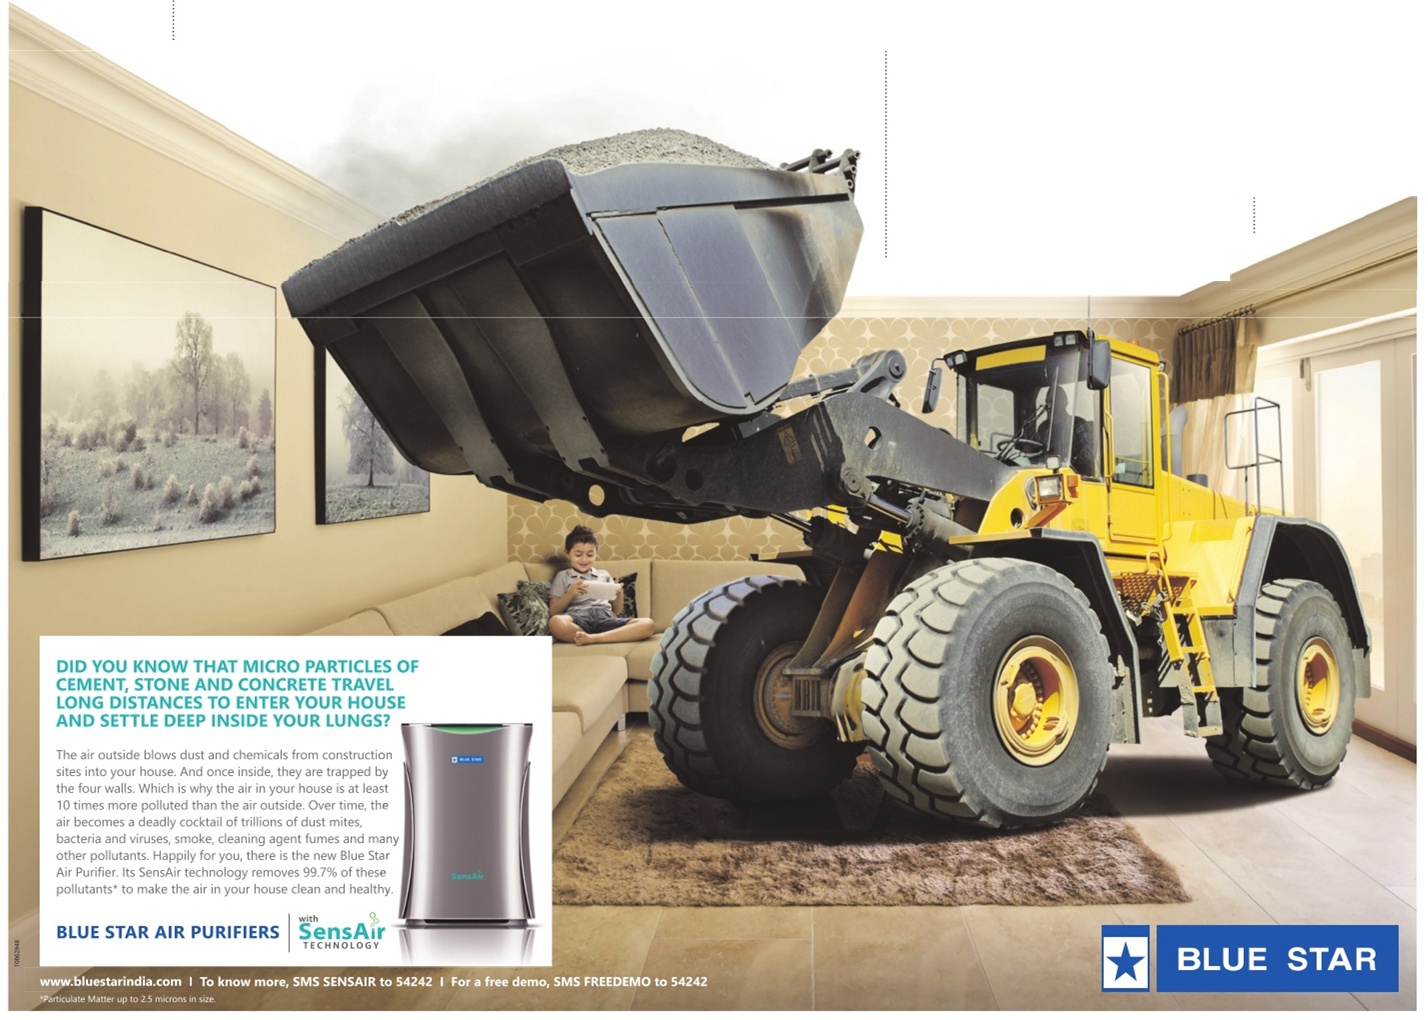 DID YOU KNOW THAT MICRO PARTICLES OF
CEMENT, STONE AND CONCRETE TRAVEL
LONG DISTANCES TO ENTER YOUR HOUSE
AND SETTLE DEEP INSIDE YOUR LUNGS?
The air outside blows dust and chemicals from construction
sites into your house. And once inside, they are trapped by
the four walls. Which is why the air in your house is at least
10 times more polluted than the air outside. Over time, the
air becomes a deadly cocktail of trillions of dust mites,
bacteria and viruses, smoke, cleaning agent fumes and many
other pollutants. Happily for you, there is the new Blue Star
Air Purifier. Its SensAir technology removes 99.7% of these
pollutants* to make the air in your house clean and healthy.
BLUE STAR
SensAir
BLUE STAR AIR PURIFIERS
with
SensAir
TECHNOLOGY
www.bluestarindia.com I To know more, SMS SENSAIR to 54242 I For a free demo, SMS FREEDEMO to 54242
*Particulate Matter up to 2.5 microns in size.
BLUE STAR